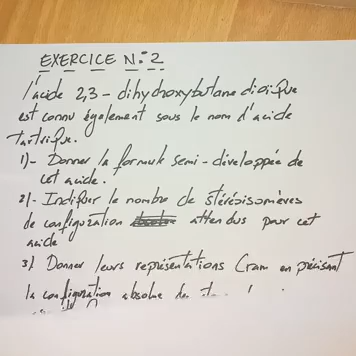 EXERCICE N°2
l'acide 2,3-dihydroxybutane dioïque
est connu également sous le nom d'acide
tartrique.
1)- Donner la formule semi-développée de
cet acide.
2)- Indiquer le nombre de stéréoisomères
de configuration attendus pour cet
acide
3)- Donner leurs représentations Cram en précisant
la configuration absolue des